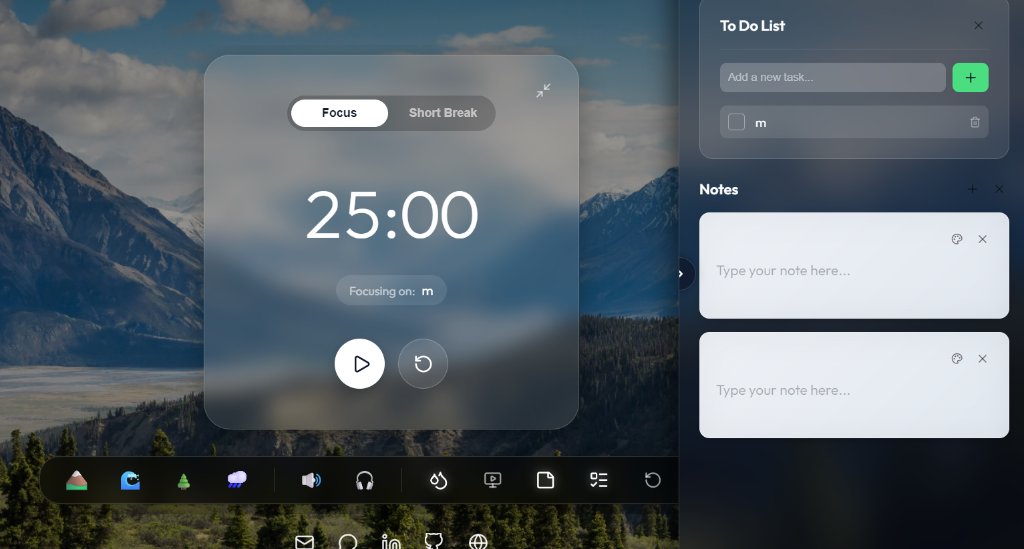 Focus
Short Break
25:00
Focusing on: m
To Do List
Add a new task...
m
Notes
Type your note here...
Type your note here...